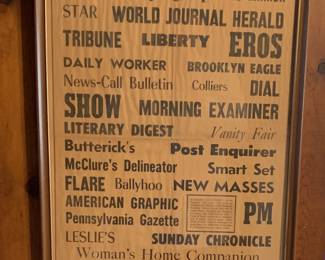 STAR WORLD JOURNAL HERALD
TRIBUNE LIBERTY EROS
DAILY WORKER BROOKLYN EAGLE
News-Call Bulletin Colliers DIAL
SHOW MORNING EXAMINER
LITERARY DIGEST Vanity Fair
Butterick's Post Enquirer
McClure's Delineator Smart Set
FLARE Ballyhoo NEW MASSES
AMERICAN GRAPHIC
Pennsylvania Gazette PM
LESLIE'S SUNDAY CHRONICLE
Woman's Home Companion